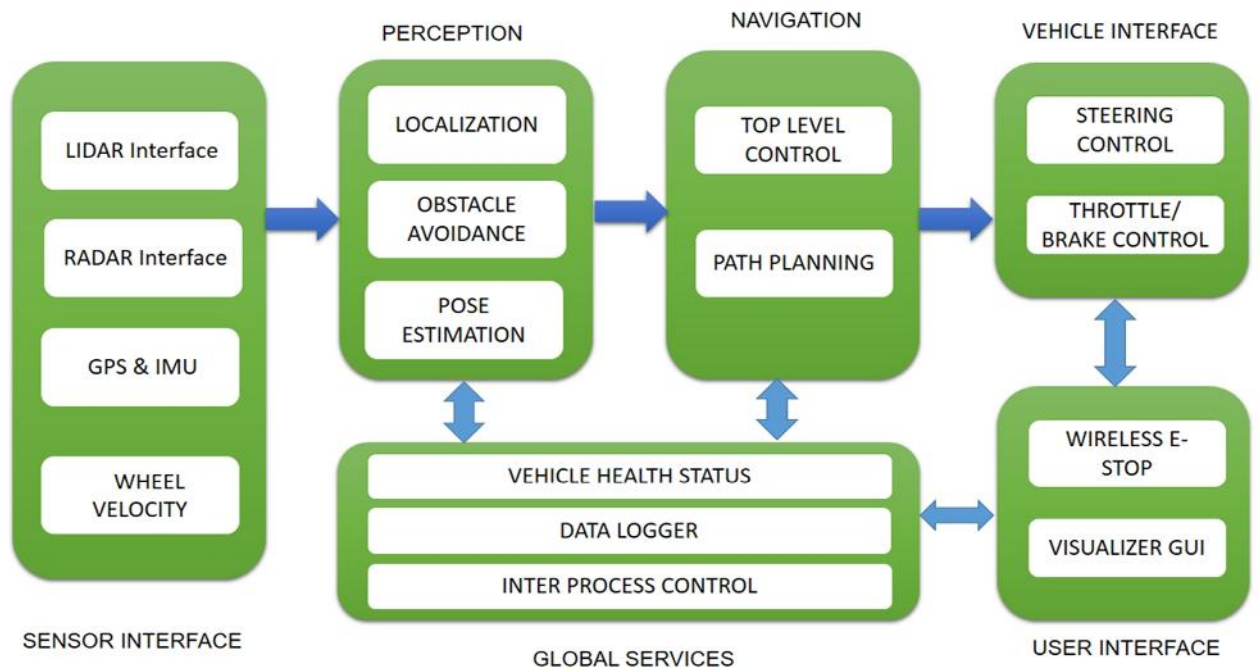 PERCEPTION
NAVIGATION
VEHICLE INTERFACE
LIDAR Interface
RADAR Interface
GPS & IMU
WHEEL
VELOCITY
SENSOR INTERFACE
LOCALIZATION
OBSTACLE
AVOIDANCE
POSE
ESTIMATION
TOP LEVEL
CONTROL
PATH PLANNING
STEERING
CONTROL
THROTTLE/
BRAKE CONTROL
VEHICLE HEALTH STATUS
DATA LOGGER
INTER PROCESS CONTROL
GLOBAL SERVICES
WIRELESS E-
STOP
VISUALIZER GUI
USER INTERFACE